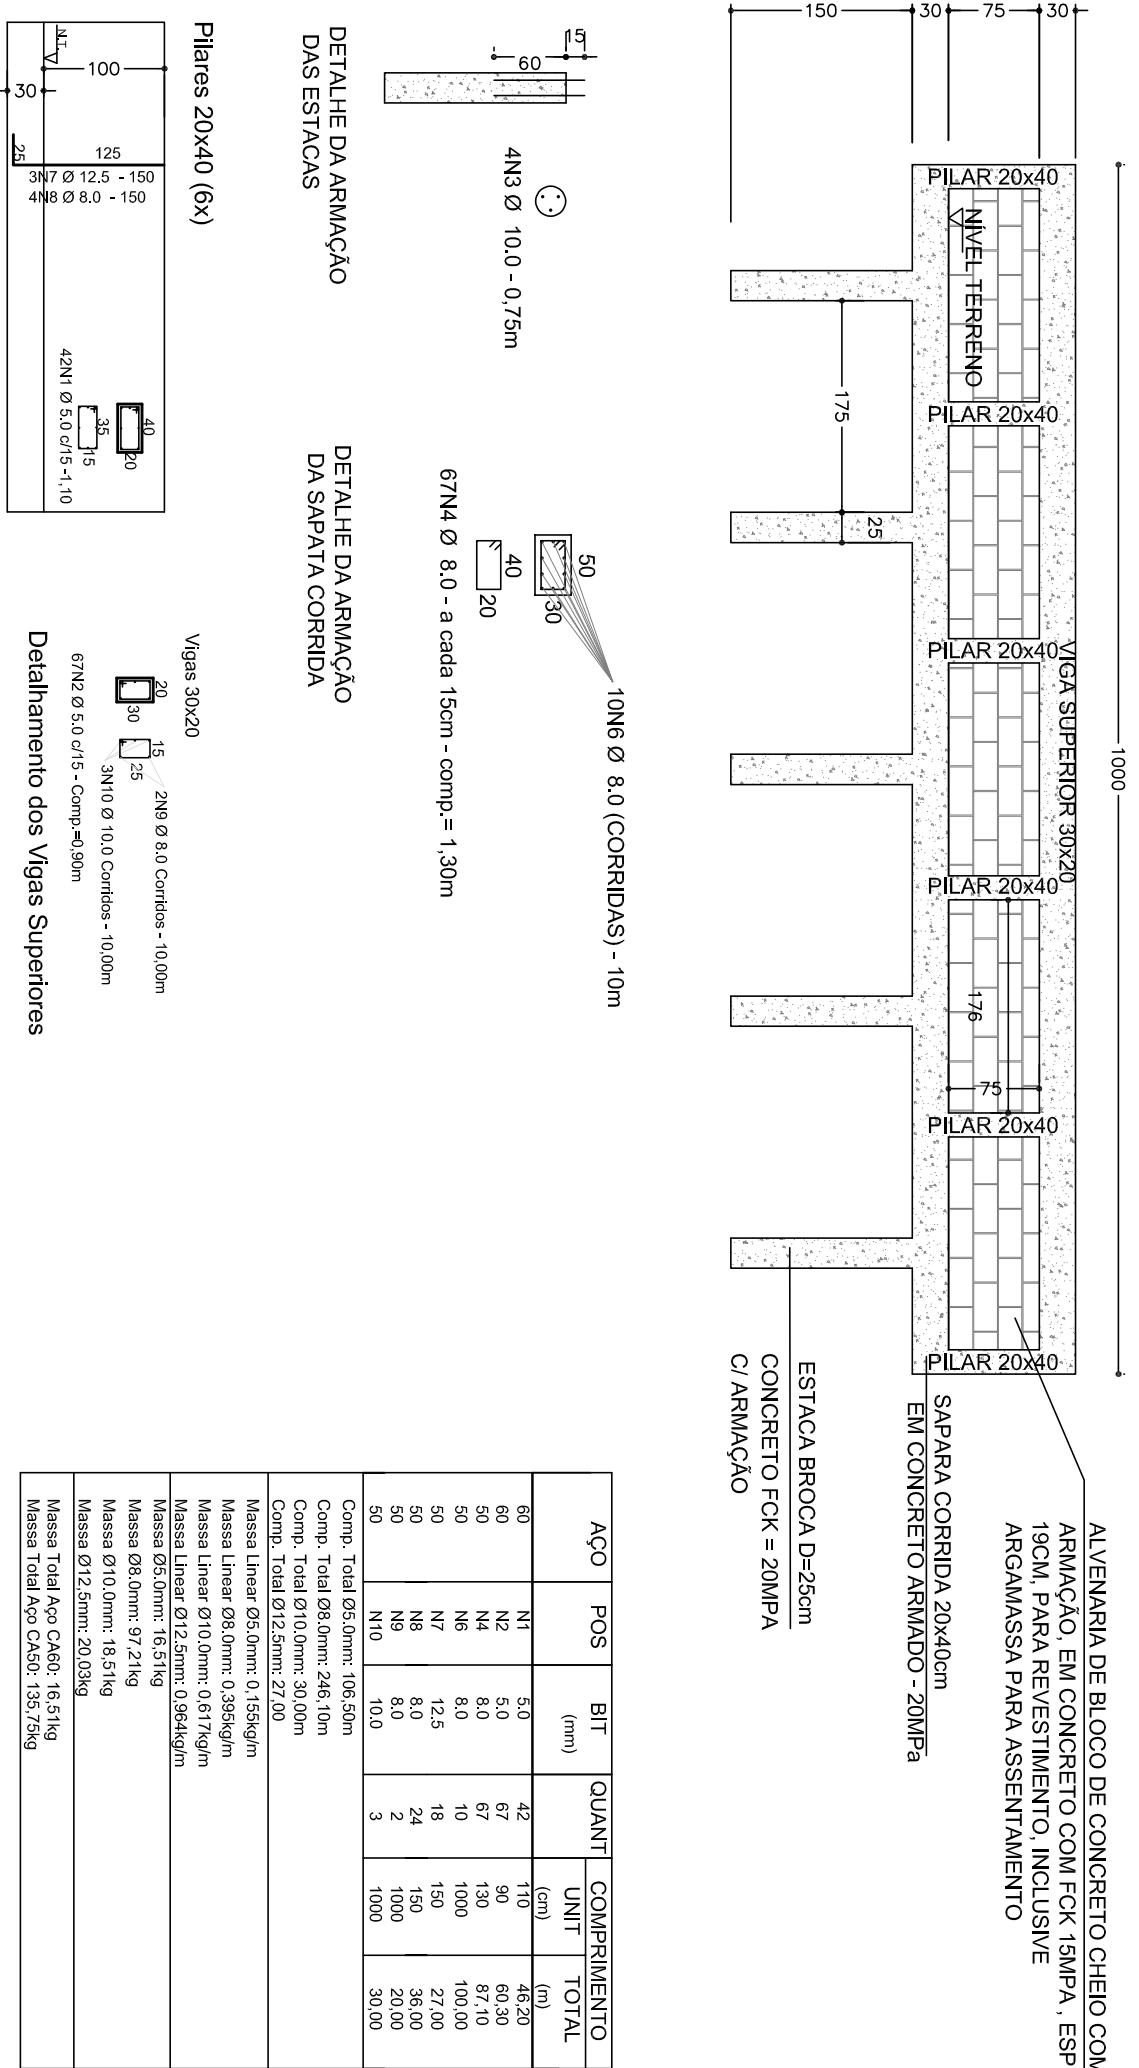 1000
150
30
75
30
PILAR 20x40
PILAR 20x40
PILAR 20x40
PILAR 20x40
PILAR 20x40
PILAR 20x40
VIGA SUPERIOR 30x20
NÍVEL TERRENO
176
75
175
25
ALVENARIA DE BLOCO DE CONCRETO CHEIO COM
ARMAÇÃO, EM CONCRETO COM FCK 15MPA , ESP
19CM, PARA REVESTIMENTO, INCLUSIVE
ARGAMASSA PARA ASSENTAMENTO
SAPARA CORRIDA 20x40cm
EM CONCRETO ARMADO - 20MPa
ESTACA BROCA D=25cm
CONCRETO FCK = 20MPA
C/ ARMAÇÃO
15
60
4N3 Ø 10.0 - 0,75m
DETALHE DA ARMAÇÃO
DAS ESTACAS
10N6 Ø 8.0 (CORRIDAS) - 10m
50
30
40
20
67N4 Ø 8.0 - a cada 15cm - comp.= 1,30m
DETALHE DA ARMAÇÃO
DA SAPATA CORRIDA
Pilares 20x40 (6x)
N.T.
100
30
125
25
3N7 Ø 12.5 - 150
4N8 Ø 8.0 - 150
40
20
35
15
42N1 Ø 5.0 c/15 -1,10
Vigas 30x20
20
30
15
25
2N9 Ø 8.0 Corridos - 10,00m
3N10 Ø 10.0 Corridos - 10,00m
67N2 Ø 5.0 c/15 - Comp.=0,90m
Detalhamento dos Vigas Superiores
AÇO POS BIT (mm) QUANT COMPRIMENTO UNIT (cm) TOTAL (m)
60 N1 5.0 42 110 46,20
60 N2 5.0 67 90 60,30
50 N4 8.0 67 130 87,10
50 N6 8.0 10 1000 100,00
50 N7 12.5 18 150 27,00
50 N8 8.0 24 150 36,00
50 N9 8.0 2 1000 20,00
50 N10 10.0 3 1000 30,00
Comp. Total Ø5.0mm: 106,50m
Comp. Total Ø8.0mm: 246,10m
Comp. Total Ø10.0mm: 30,00m
Comp. Total Ø12.5mm: 27,00
Massa Linear Ø5.0mm: 0,155kg/m
Massa Linear Ø8.0mm: 0,395kg/m
Massa Linear Ø10.0mm: 0,617kg/m
Massa Linear Ø12.5mm: 0,964kg/m
Massa Ø5.0mm: 16,51kg
Massa Ø8.0mm: 97,21kg
Massa Ø10.0mm: 18,51kg
Massa Ø12,5mm: 20,03kg
Massa Total Aço CA60: 16,51kg
Massa Total Aço CA50: 135,75kg